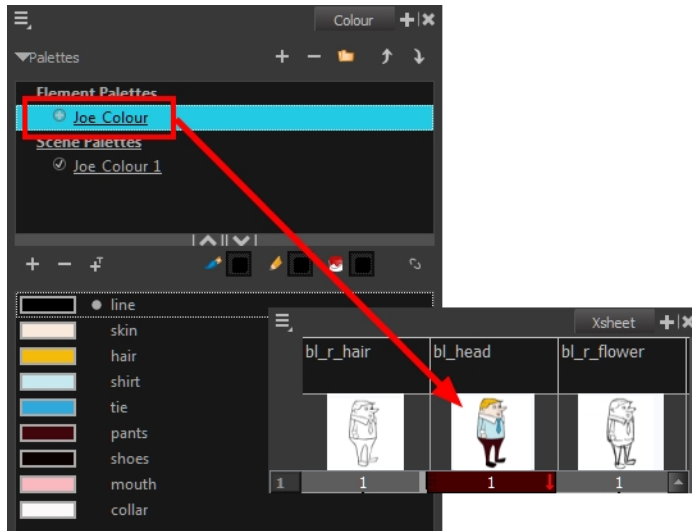 Colour
Palettes
Element Palettes
Joe Colour
Scene Palettes
Joe Colour 1
line
skin
hair
shirt
tie
pants
shoes
mouth
collar
Xsheet
bl_r_hair bl_head bl_r_flower
1 1 1 1